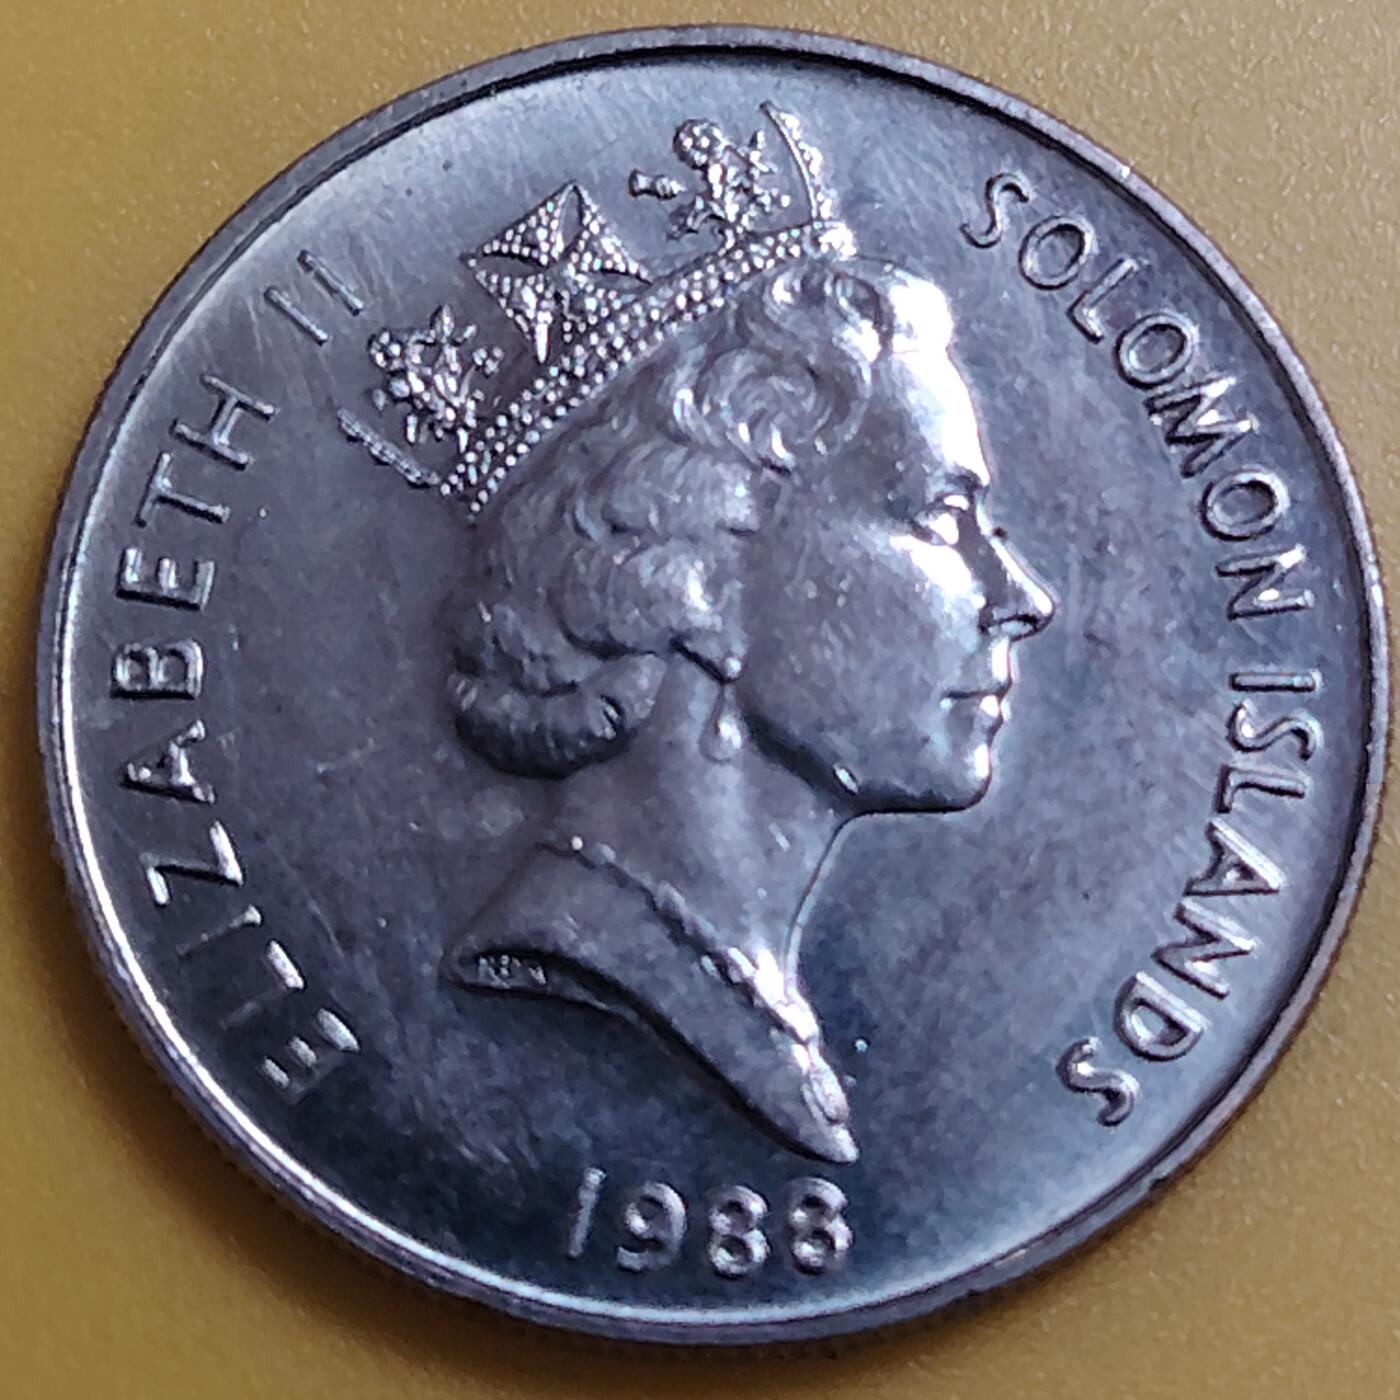 ELIZABETH II
SOLOMON ISLANDS
1988